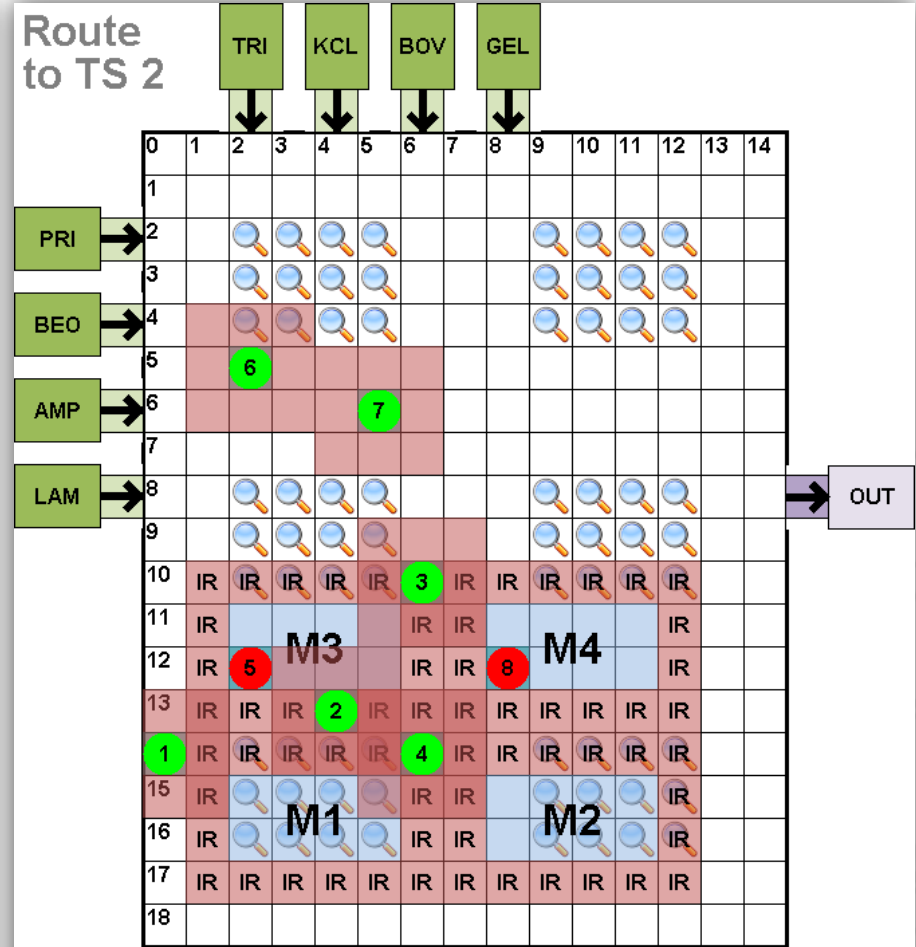 Route
to TS 2
TRI KCL BOV GEL
0 1 2 3 4 5 6 7 8 9 10 11 12 13 14
1
PRI 2
3
BEO 4
5 6
AMP 6 7
7
LAM 8 OUT
9
10 IR IR IR IR IR 3 IR IR IR IR IR IR
11 IR IR IR IR
M3 M4
12 IR 5 IR IR 8 IR
13 IR IR IR 2 IR IR IR IR IR IR IR IR
1 IR IR IR IR IR 4 IR IR IR IR IR IR
15 IR IR IR IR
M1 M2
16 IR IR IR IR
17 IR IR IR IR IR IR IR IR IR IR IR IR
18